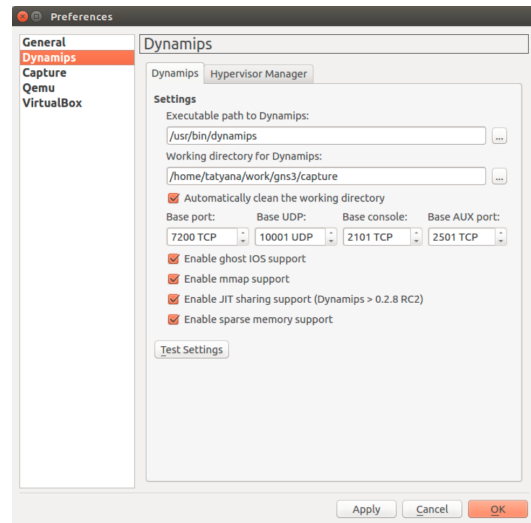 Preferences
General
Dynamips
Capture
Qemu
VirtualBox
Dynamips
Dynamips Hypervisor Manager
Settings
Executable path to Dynamips:
/usr/bin/dynamips
...
Working directory for Dynamips:
/home/tatyana/work/gns3/capture
...
Automatically clean the working directory
Base port: Base UDP: Base console: Base AUX port:
7200 TCP 10001 UDP 2101 TCP 2501 TCP
Enable ghost IOS support
Enable mmap support
Enable JIT sharing support (Dynamips > 0.2.8 RC2)
Enable sparse memory support
Test Settings
Apply Cancel OK